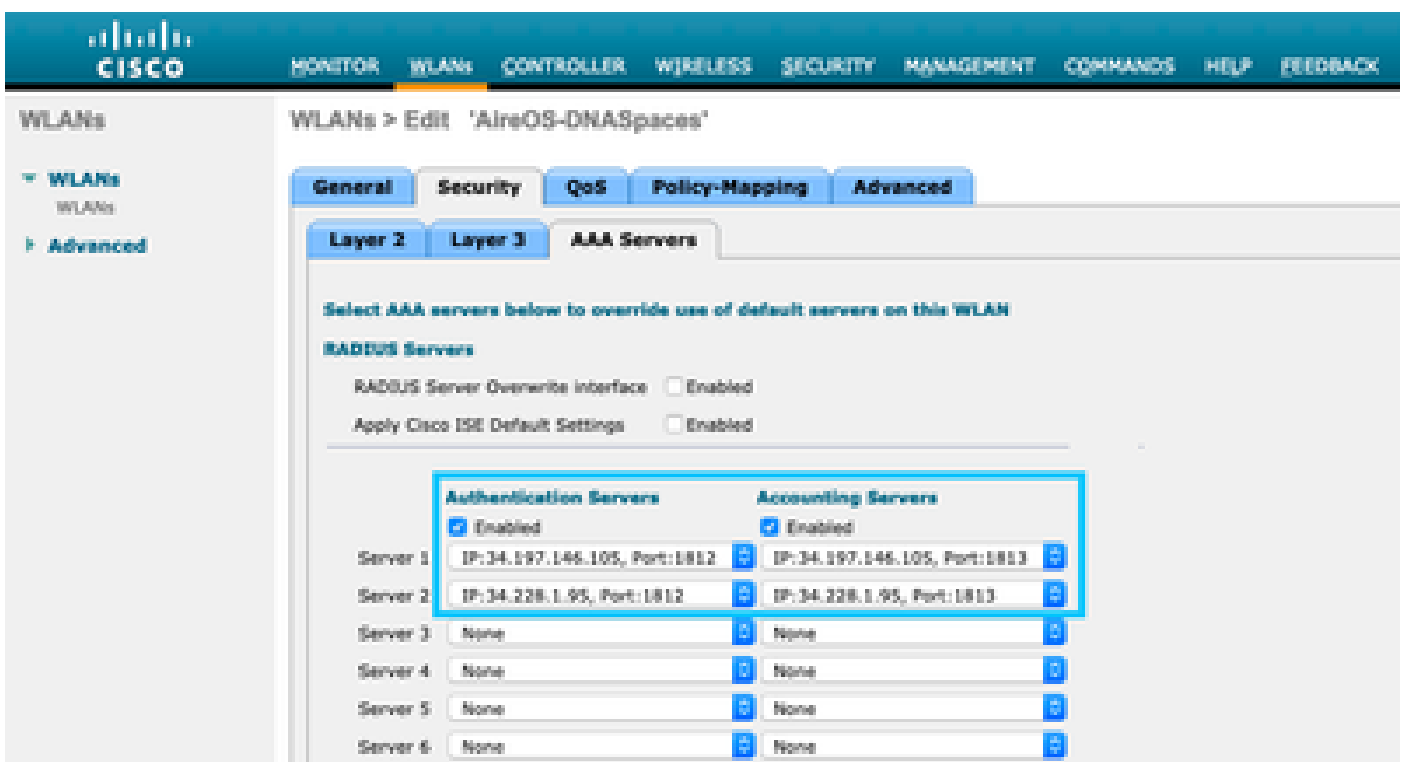 CISCO
MONITOR WLANs CONTROLLER WIRELESS SECURITY MANAGEMENT COMMANDS HELP FEEDBACK
WLANs
WLANs > Edit 'AireOS-DNASpaces'
WLANs
WLANs
Advanced
General Security QoS Policy-Mapping Advanced
Layer 2 Layer 3 AAA Servers
Select AAA servers below to override use of default servers on this WLAN
RADIUS Servers
RADIUS Server Overwrite interface Enabled
Apply Cisco ISE Default Settings Enabled
Authentication Servers Accounting Servers
Enabled Enabled
Server 1 IP:34.197.146.105, Port:1812 IP:34.197.146.105, Port:1813
Server 2 IP:34.228.1.95, Port:1812 IP:34.228.1.95, Port:1813
Server 3 None None
Server 4 None None
Server 5 None None
Server 6 None None